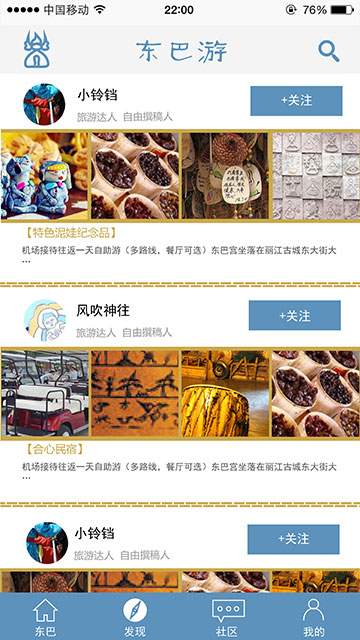 中国移动
22:00
76%
东巴游
小铃铛
旅游达人 自由撰稿人
+关注
【特色泥娃纪念品】
机场接待往返一天自助游（多路线，餐厅可选）东巴宫坐落在丽江古城东大街大
...
风吹神往
旅游达人 自由撰稿人
+关注
【合心民宿】
机场接待往返一天自助游（多路线，餐厅可选）东巴宫坐落在丽江古城东大街大
...
小铃铛
旅游达人 自由撰稿人
+关注
东巴
发现
社区
我的